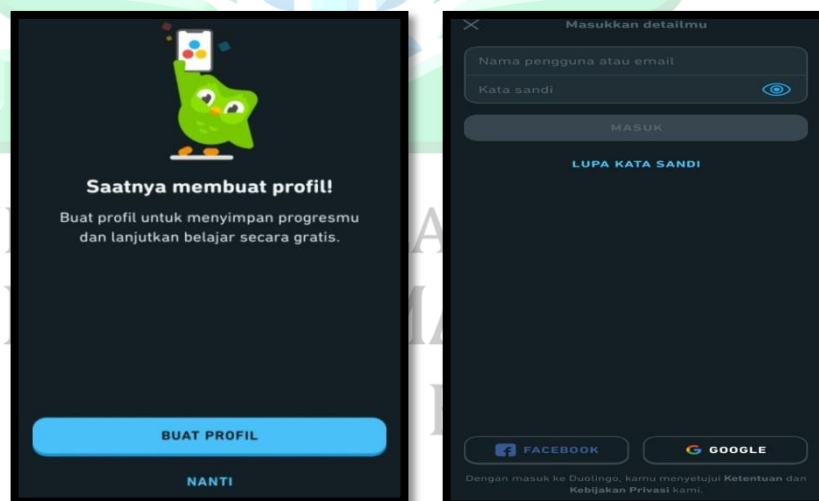 Saatnya membuat profil!
Buat profil untuk menyimpan progresmu
dan lanjutkan belajar secara gratis.
BUAT PROFIL
NANTI
Masukkan detailmu
Nama pengguna atau email
Kata sandi
MASUK
LUPA KATA SANDI
FACEBOOK
GOOGLE
Dengan masuk ke Duolingo, kamu menyetujui Ketentuan dan
Kebijakan Privasi kami.